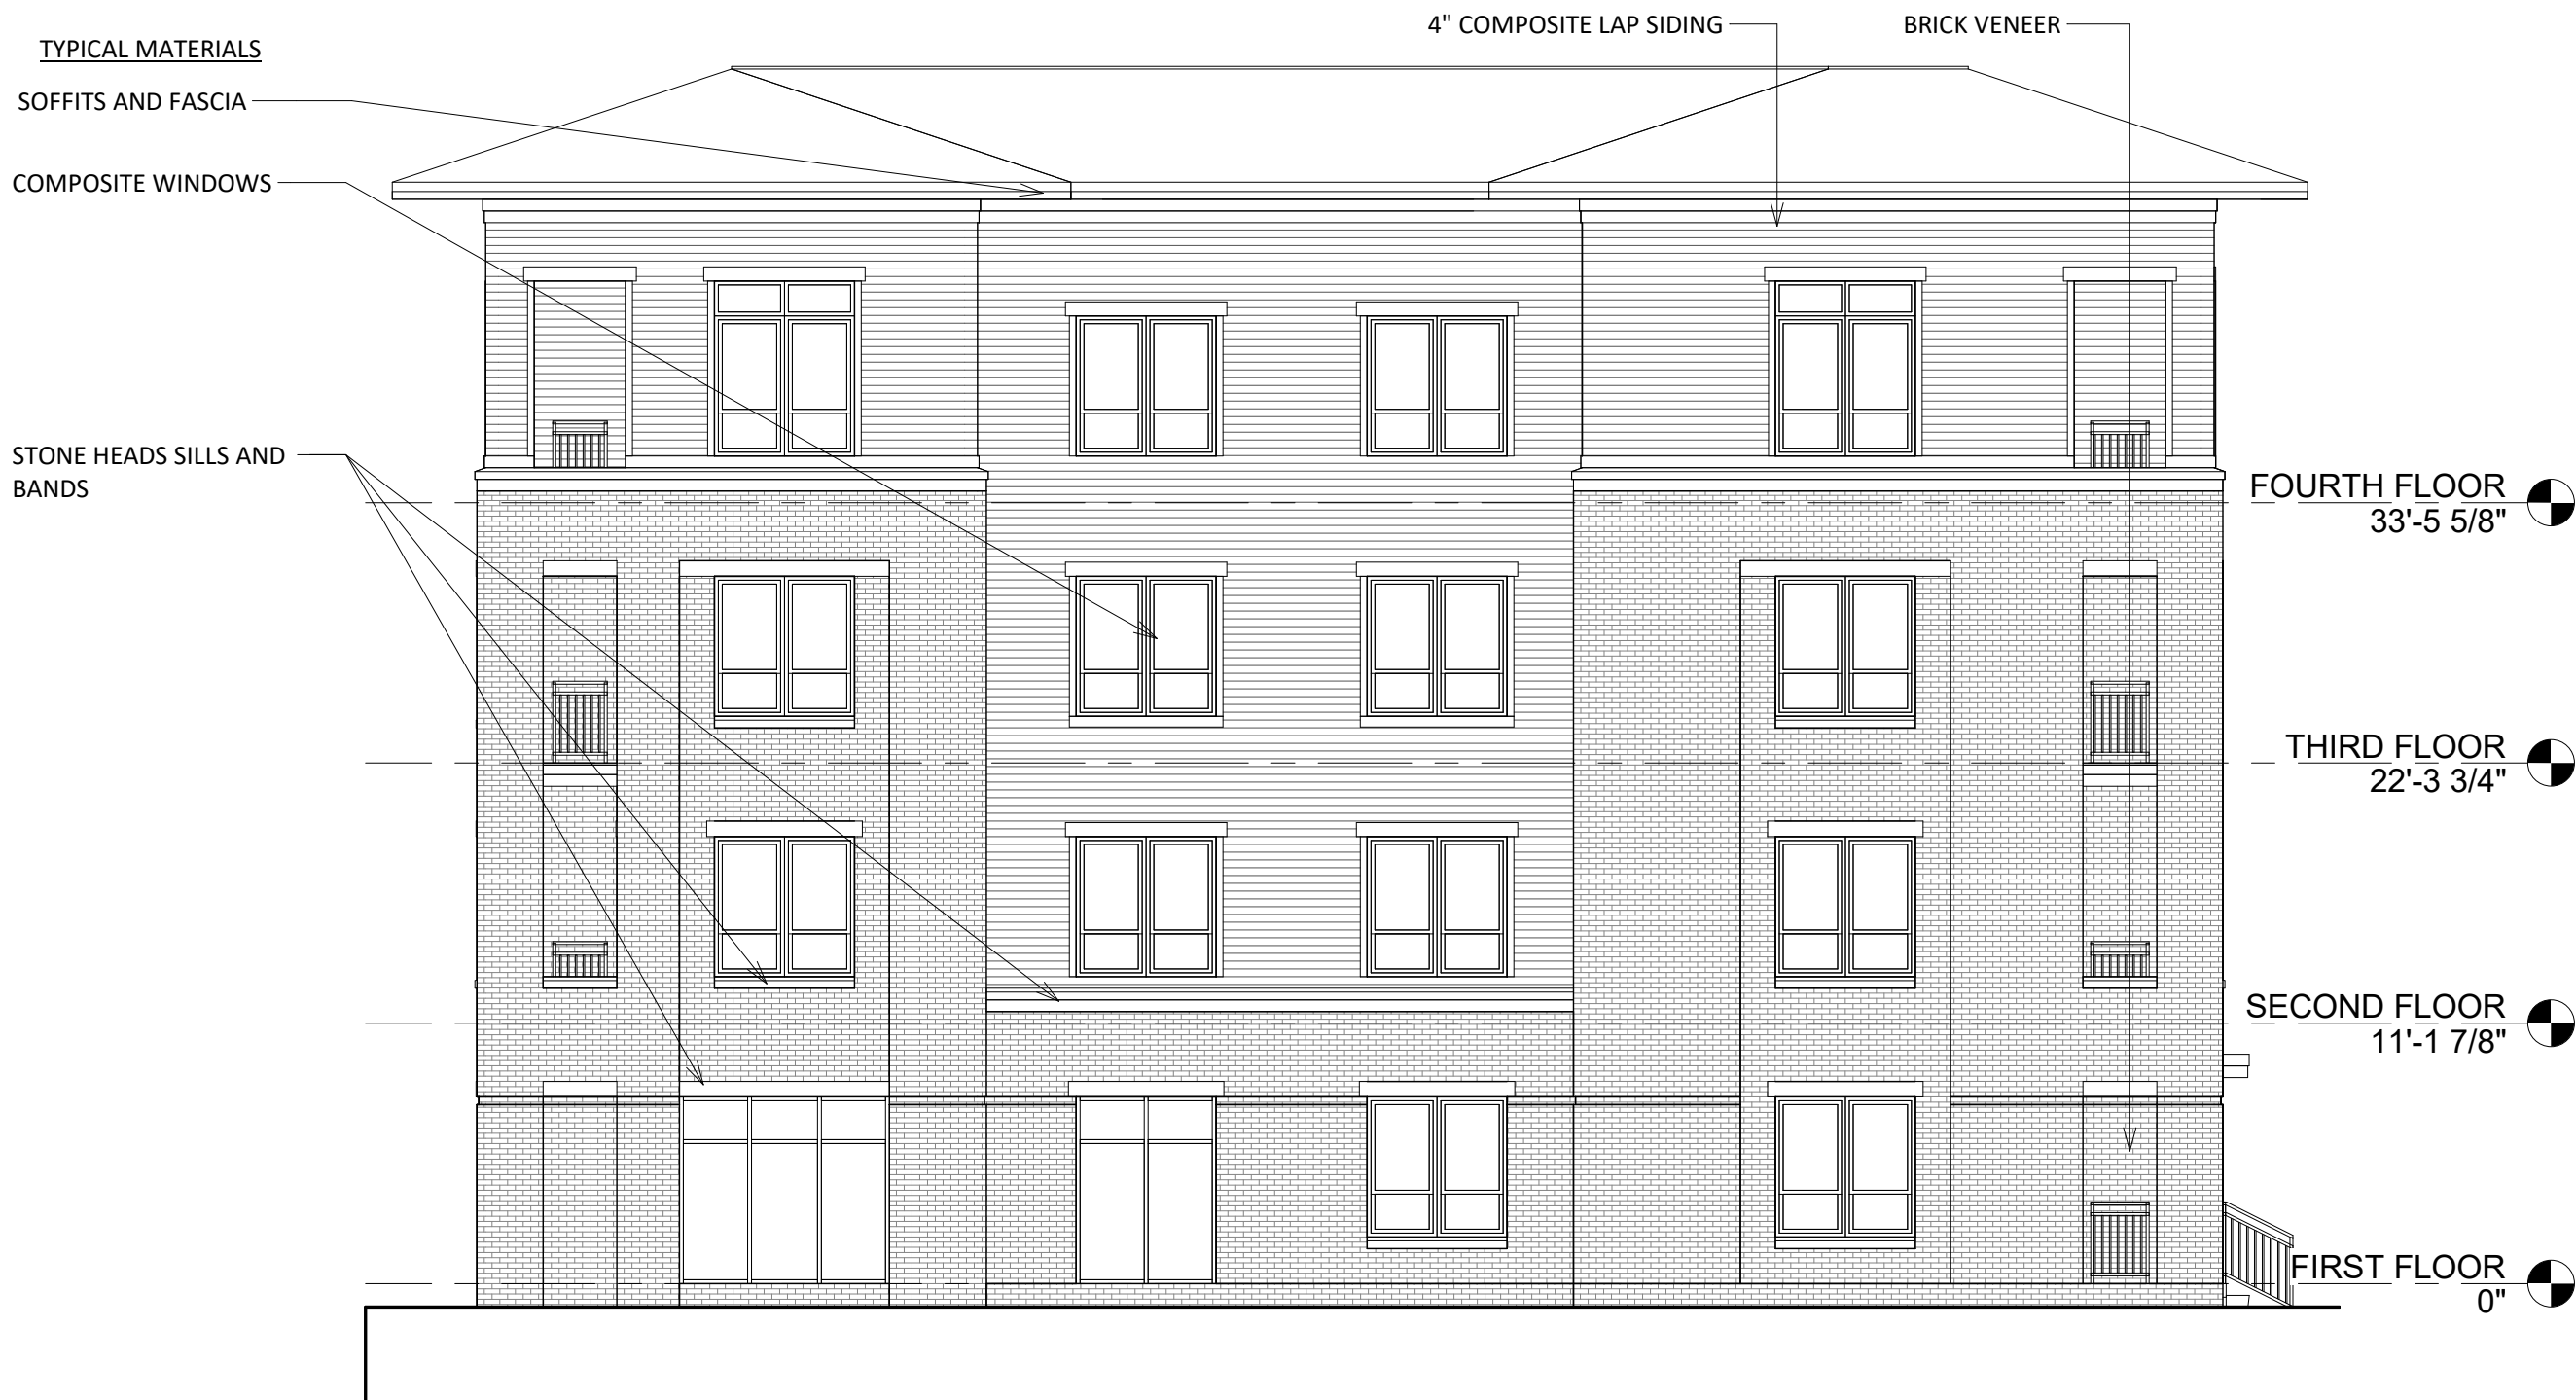 4" COMPOSITE LAP SIDING
BRICK VENEER
TYPICAL MATERIALS
SOFFITS AND FASCIA
COMPOSITE WINDOWS
STONE HEADS SILLS AND
BANDS
FOURTH FLOOR
33'-5 5/8"
THIRD FLOOR
22'-3 3/4"
SECOND FLOOR
11'-1 7/8"
FIRST FLOOR
0"